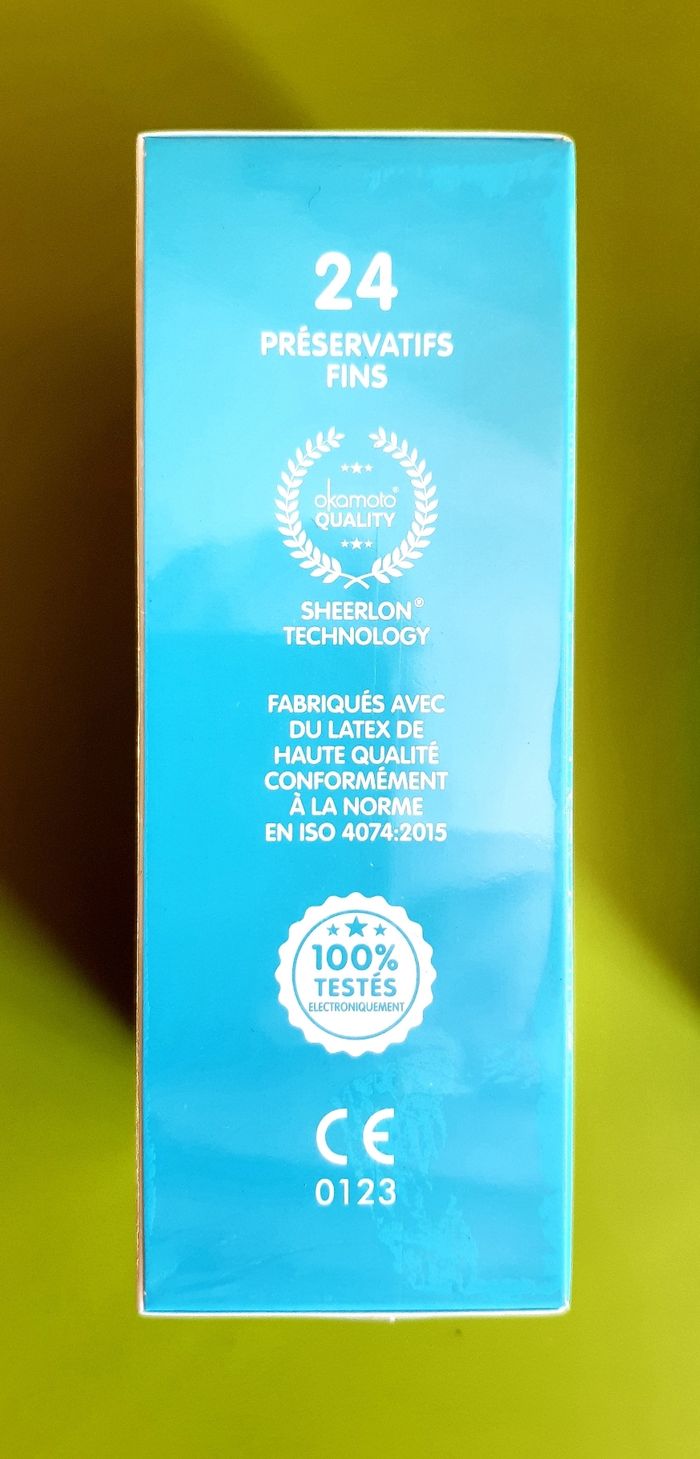 24
PRÉSERVATIFS
FINS
okamoto®
QUALITY
SHEERLON®
TECHNOLOGY
FABRIQUÉS AVEC
DU LATEX DE
HAUTE QUALITÉ
CONFORMÉMENT
À LA NORME
EN ISO 4074:2015
100%
TESTÉS
ELECTRONIQUEMENT
CE
0123